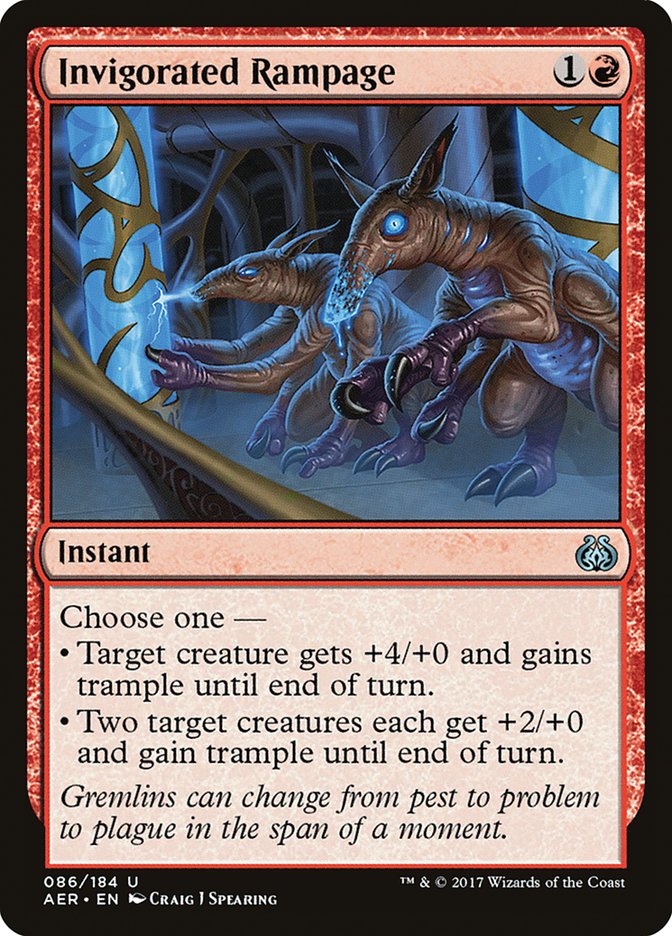 Invigorated Rampage 1
Instant
Choose one —
• Target creature gets +4/+0 and gains
trample until end of turn.
• Two target creatures each get +2/+0
and gain trample until end of turn.
Gremlins can change from pest to problem
to plague in the span of a moment.
086/184 U
™ & © 2017 Wizards of the Coast
AER • EN Craig J Spearing